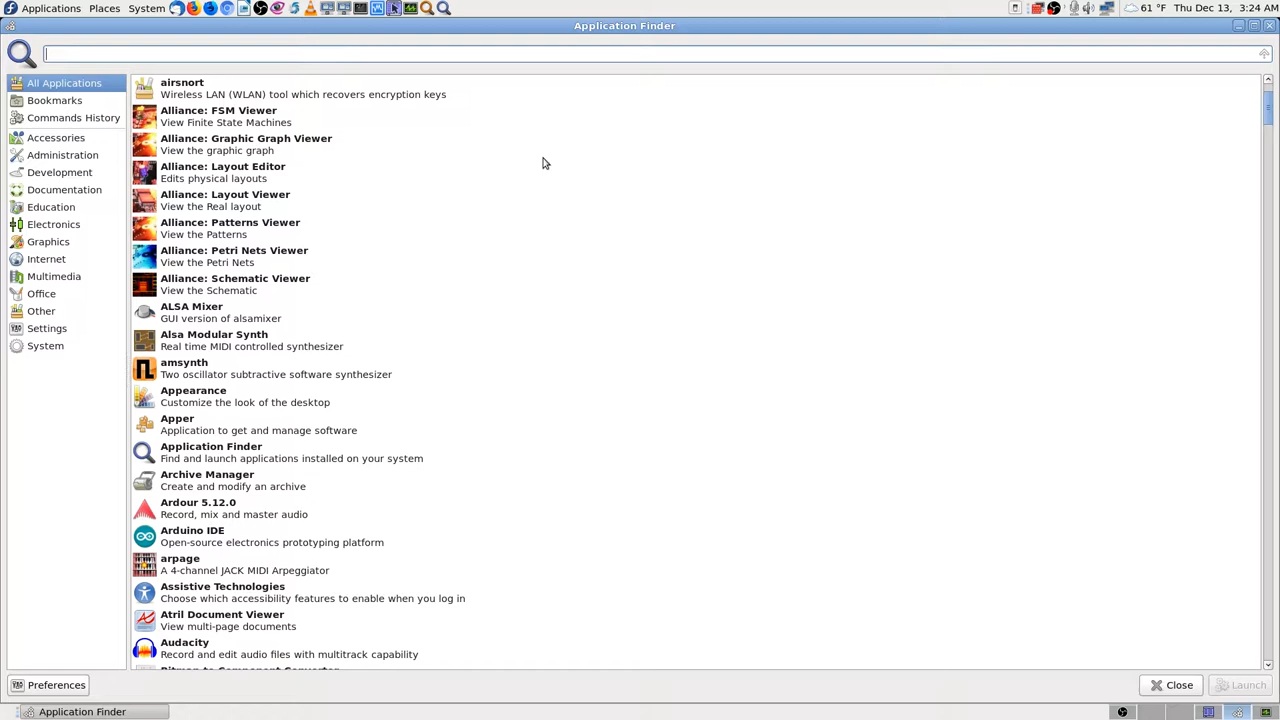 Applications Places System 61 °F Thu Dec 13, 3:24 AM
Application Finder
All Applications
Bookmarks
Commands History
Accessories
Administration
Development
Documentation
Education
Electronics
Graphics
Internet
Multimedia
Office
Other
Settings
System
airsnort
Wireless LAN (WLAN) tool which recovers encryption keys
Alliance: FSM Viewer
View Finite State Machines
Alliance: Graphic Graph Viewer
View the graphic graph
Alliance: Layout Editor
Edits physical layouts
Alliance: Layout Viewer
View the Real layout
Alliance: Patterns Viewer
View the Patterns
Alliance: Petri Nets Viewer
View the Petri Nets
Alliance: Schematic Viewer
View the Schematic
ALSA Mixer
GUI version of alsamixer
Alsa Modular Synth
Real time MIDI controlled synthesizer
amsynth
Two oscillator subtractive software synthesizer
Appearance
Customize the look of the desktop
Apper
Application to get and manage software
Application Finder
Find and launch applications installed on your system
Archive Manager
Create and modify an archive
Ardour 5.12.0
Record, mix and master audio
Arduino IDE
Open-source electronics prototyping platform
arpage
A 4-channel JACK MIDI Arpeggiator
Assistive Technologies
Choose which accessibility features to enable when you log in
Atril Document Viewer
View multi-page documents
Audacity
Record and edit audio files with multitrack capability
Bitmap to Component Converter
Preferences Close Launch
Application Finder